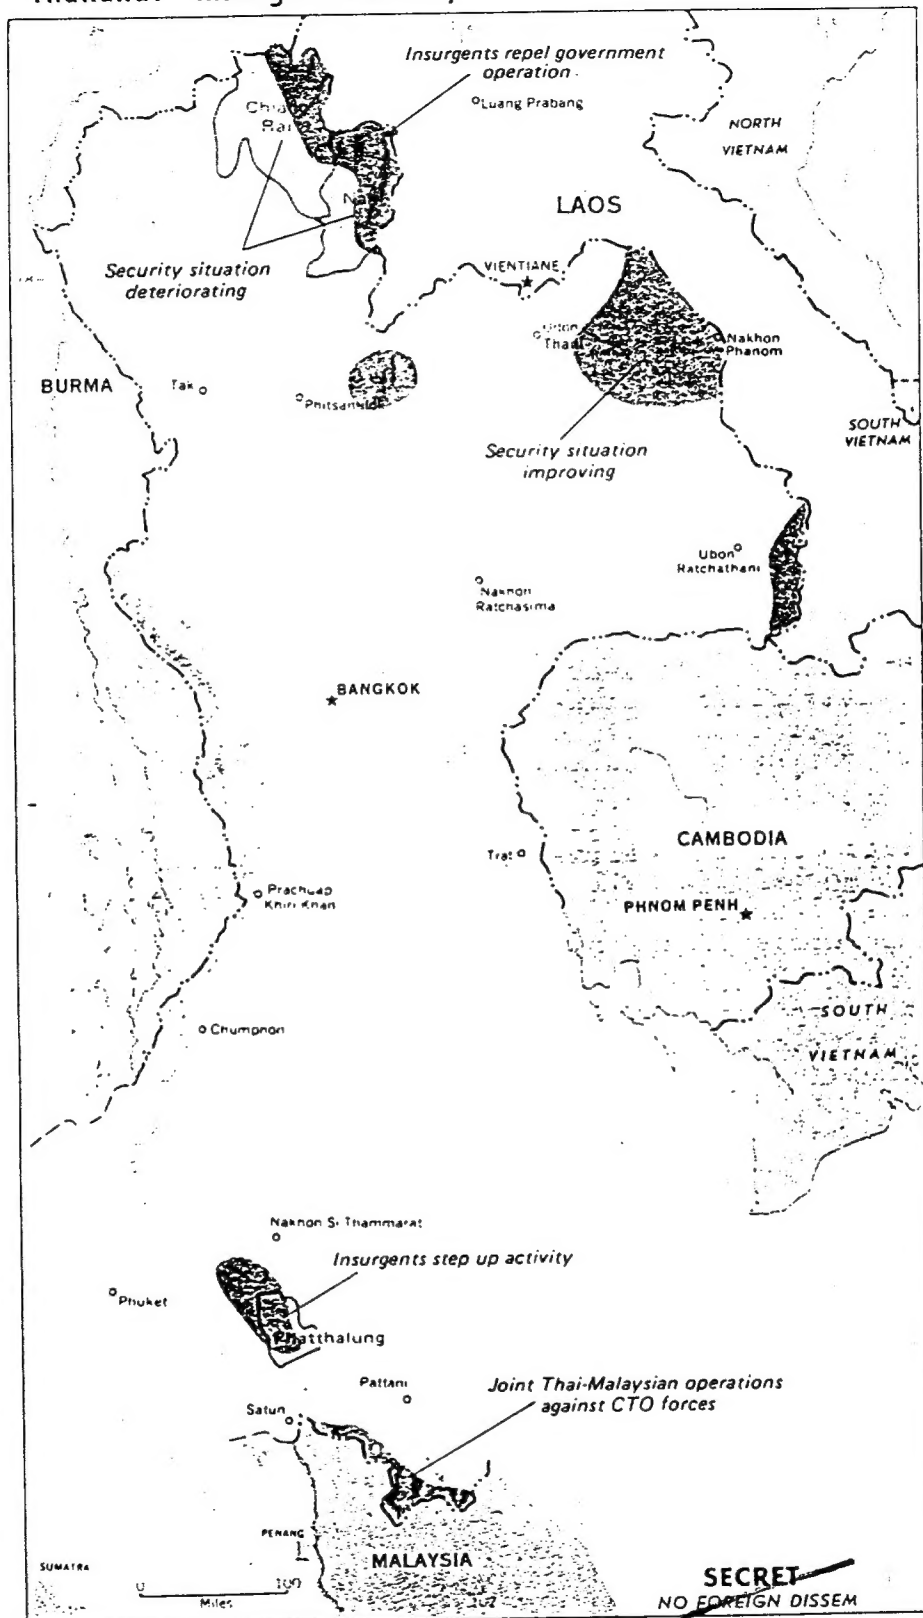 Insurgents repel government
operation
Luang Prabang
NORTH
VIETNAM
LAOS
Security situation
deteriorating
VIENTIANE
Nakhon
Phanom
BURMA
Tak
SOUTH
VIETNAM
Security situation
improving
Ubon
Ratchathani
Nakhon
Ratchasima
BANGKOK
CAMBODIA
Trat
Prachuap
Khiri Khan
PHNOM PENH
Chumphon
SOUTH
VIETNAM
Nakhon Si Thammarat
Insurgents step up activity
Phuket
Phatthalung
Pattani
Joint Thai-Malaysian operations
against CTO forces
Satun
PENANG
MALAYSIA
SUMATRA
0 100
Miles
102
SECRET
NO FOREIGN DISSEM